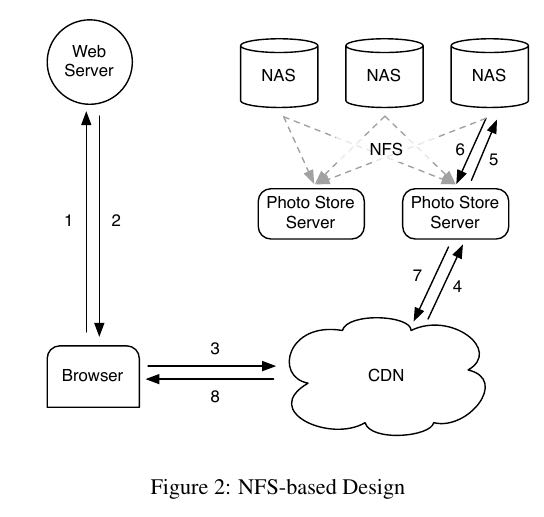 Web
Server
NAS
NAS
NAS
NFS
6
5
Photo Store
Server
Photo Store
Server
1
2
7
4
Browser
3
8
CDN
Figure 2: NFS-based Design